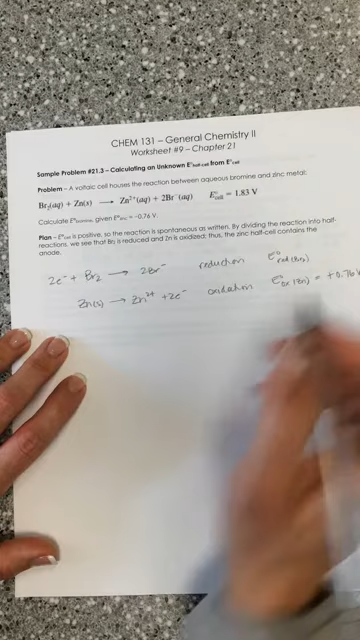 CHEM 131 – General Chemistry II
Worksheet #9 – Chapter 21
Sample Problem #21.3 – Calculating an Unknown E°half-cell from E°cell
Problem – A voltaic cell houses the reaction between aqueous bromine and zinc metal:
Br₂(aq) + Zn(s) ⟶ Zn²⁺(aq) + 2Br⁻(aq) E°cell = 1.83 V
Calculate E°bromine, given E°zinc = -0.76 V.
Plan – E°cell is positive, so the reaction is spontaneous as written. By dividing the reaction into half-
reactions, we see that Br₂ is reduced and Zn is oxidized; thus, the zinc half-cell contains the
anode.
2e⁻ + Br₂ ⟶ 2Br⁻ reduction E°red (Br₂)
Zn(s) ⟶ Zn²⁺ + 2e⁻ oxidation E°ox (Zn) = +0.76V